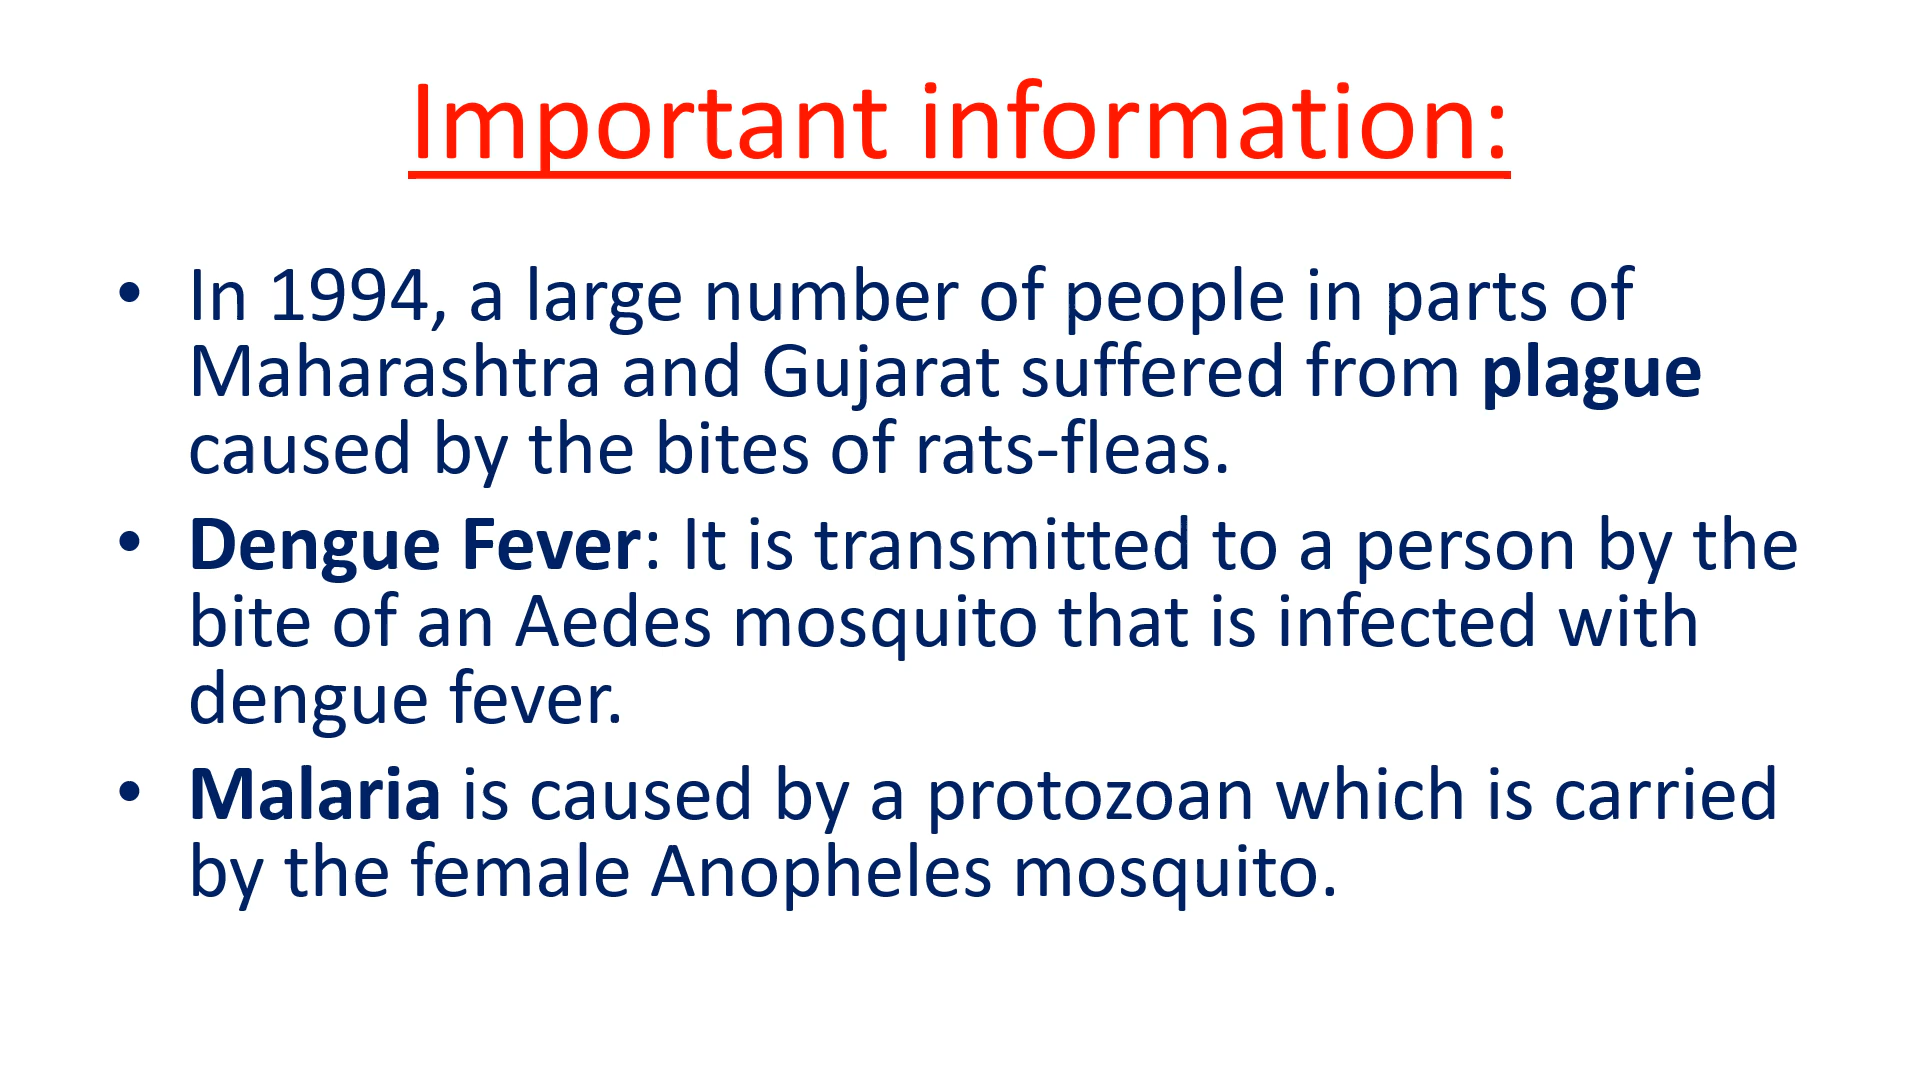 Important information:
• In 1994, a large number of people in parts of
Maharashtra and Gujarat suffered from plague
caused by the bites of rats-fleas.
• Dengue Fever: It is transmitted to a person by the
bite of an Aedes mosquito that is infected with
dengue fever.
• Malaria is caused by a protozoan which is carried
by the female Anopheles mosquito.